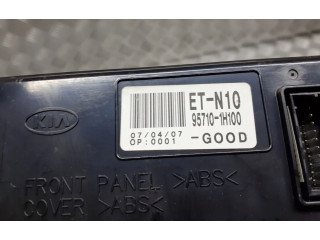 KIA
ET-N10
95710-1H100
07/04/07
OP:0001
-GOOD
FRONT PANEL >ABS<
COVER >ABS<